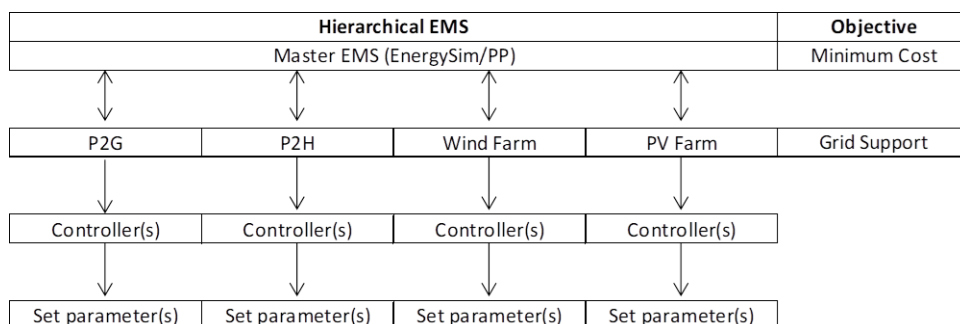 Hierarchical EMS Objective
Master EMS (EnergySim/PP) Minimum Cost
P2G P2H Wind Farm PV Farm Grid Support
Controller(s) Controller(s) Controller(s) Controller(s)
Set parameter(s) Set parameter(s) Set parameter(s) Set parameter(s)